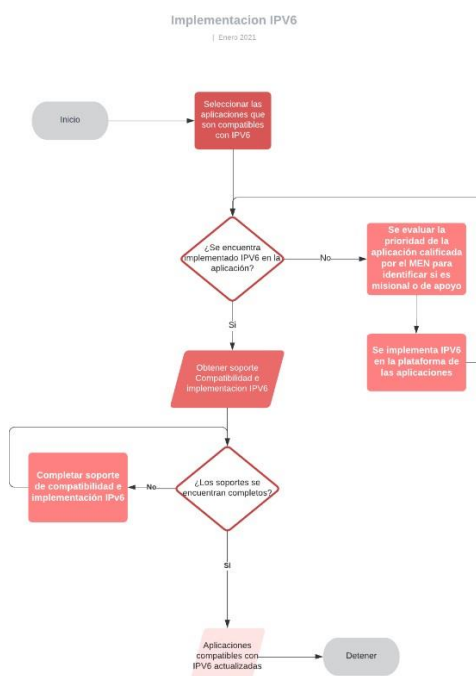 Implementacion IPV6
| Enero 2021
Inicio
Seleccionar las
aplicaciones que
son compatibles
con IPV6
¿Se encuentra
implementado IPV6 en la
aplicación?
No
Se evaluar la
prioridad de la
aplicación calificada
por el MEN para
identificar si es
misional o de apoyo
Si
Se implementa IPV6
en la plataforma de
las aplicaciones
Obtener soporte
Compatibilidad e
implementacion IPV6
¿Los soportes se
encuentran completos?
No
Completar soporte
de compatibilidad e
implementación IPv6
Si
Aplicaciones
compatibles con
IPV6 actualizadas
Detener